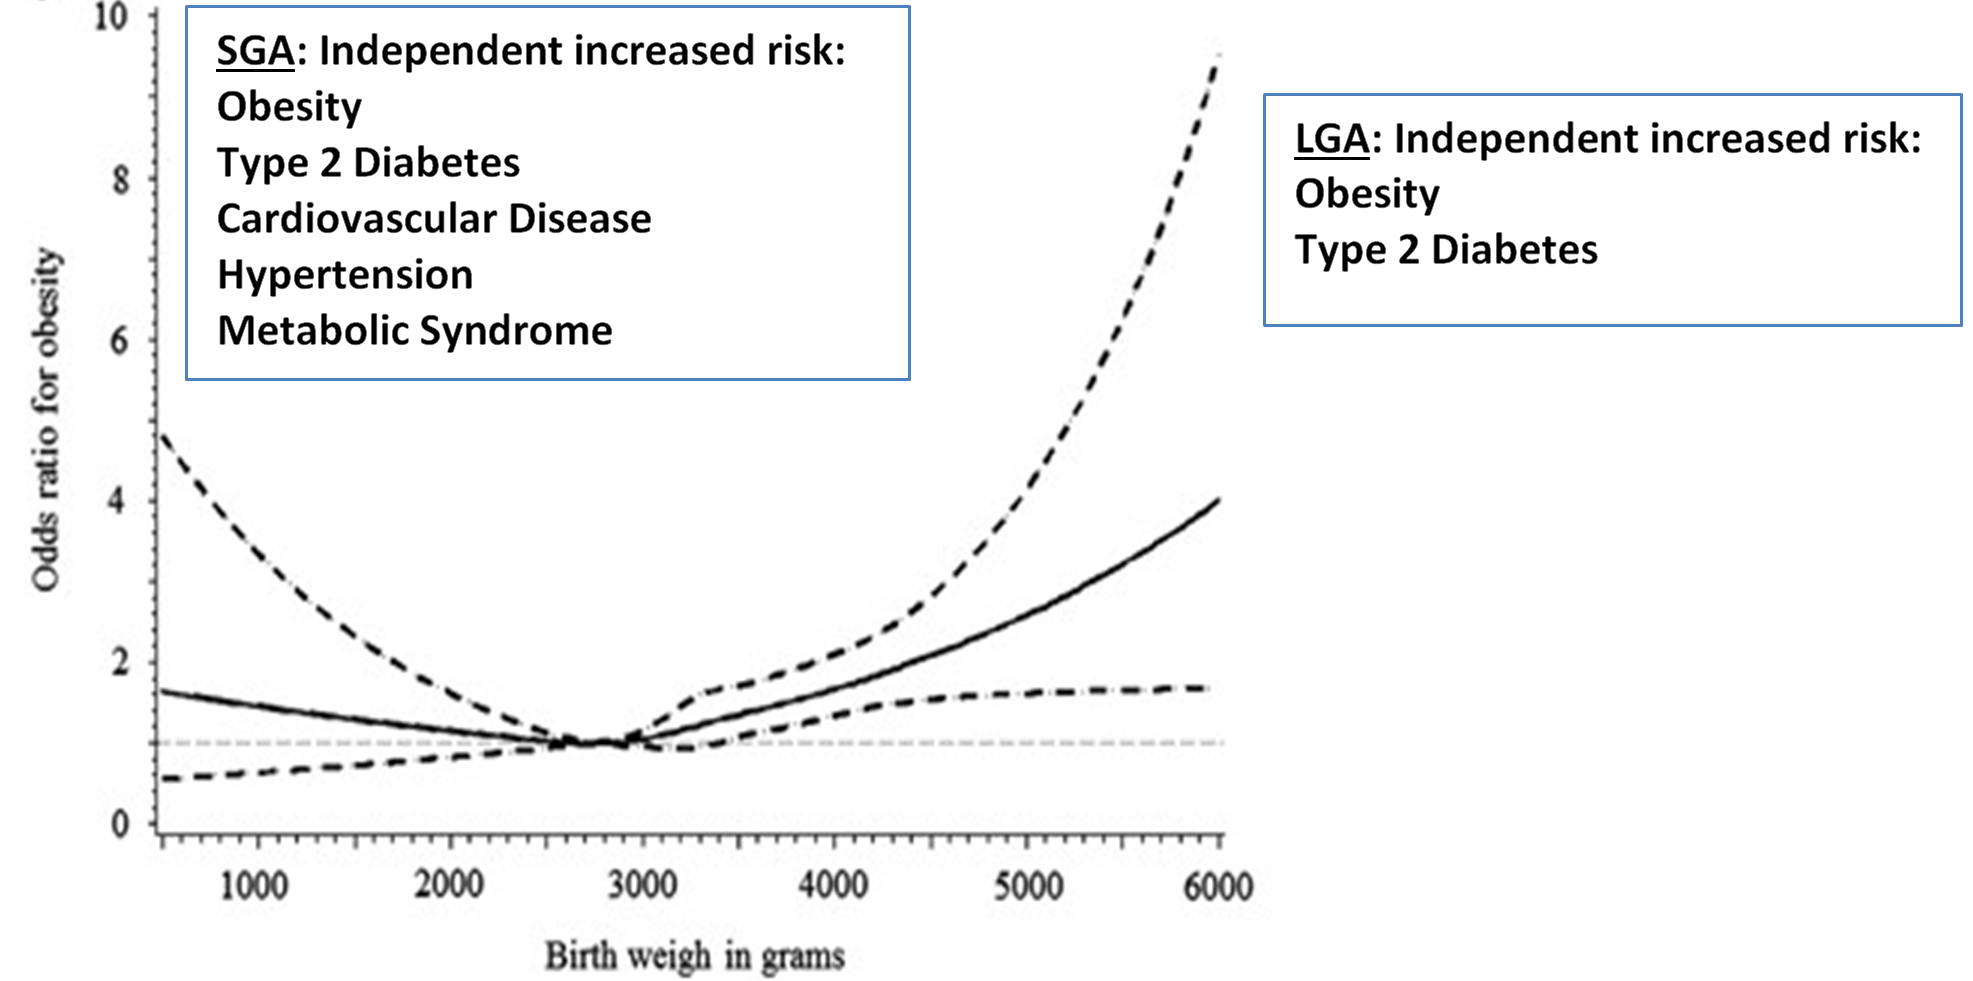 10
8
6
4
2
0
Odds ratio for obesity
SGA: Independent increased risk:
Obesity
Type 2 Diabetes
Cardiovascular Disease
Hypertension
Metabolic Syndrome
LGA: Independent increased risk:
Obesity
Type 2 Diabetes
1000 2000 3000 4000 5000 6000
Birth weigh in grams